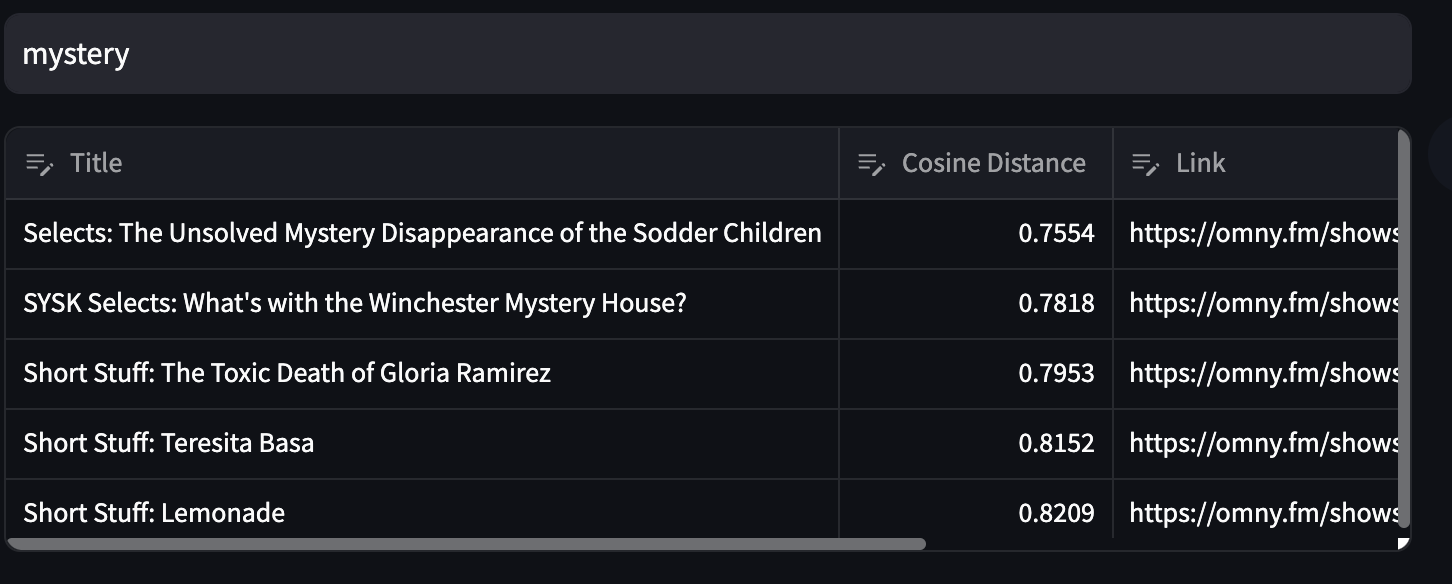 mystery
Title Cosine Distance Link
Selects: The Unsolved Mystery Disappearance of the Sodder Children 0.7554 https://omny.fm/shows
SYSK Selects: What's with the Winchester Mystery House? 0.7818 https://omny.fm/shows
Short Stuff: The Toxic Death of Gloria Ramirez 0.7953 https://omny.fm/shows
Short Stuff: Teresita Basa 0.8152 https://omny.fm/shows
Short Stuff: Lemonade 0.8209 https://omny.fm/shows